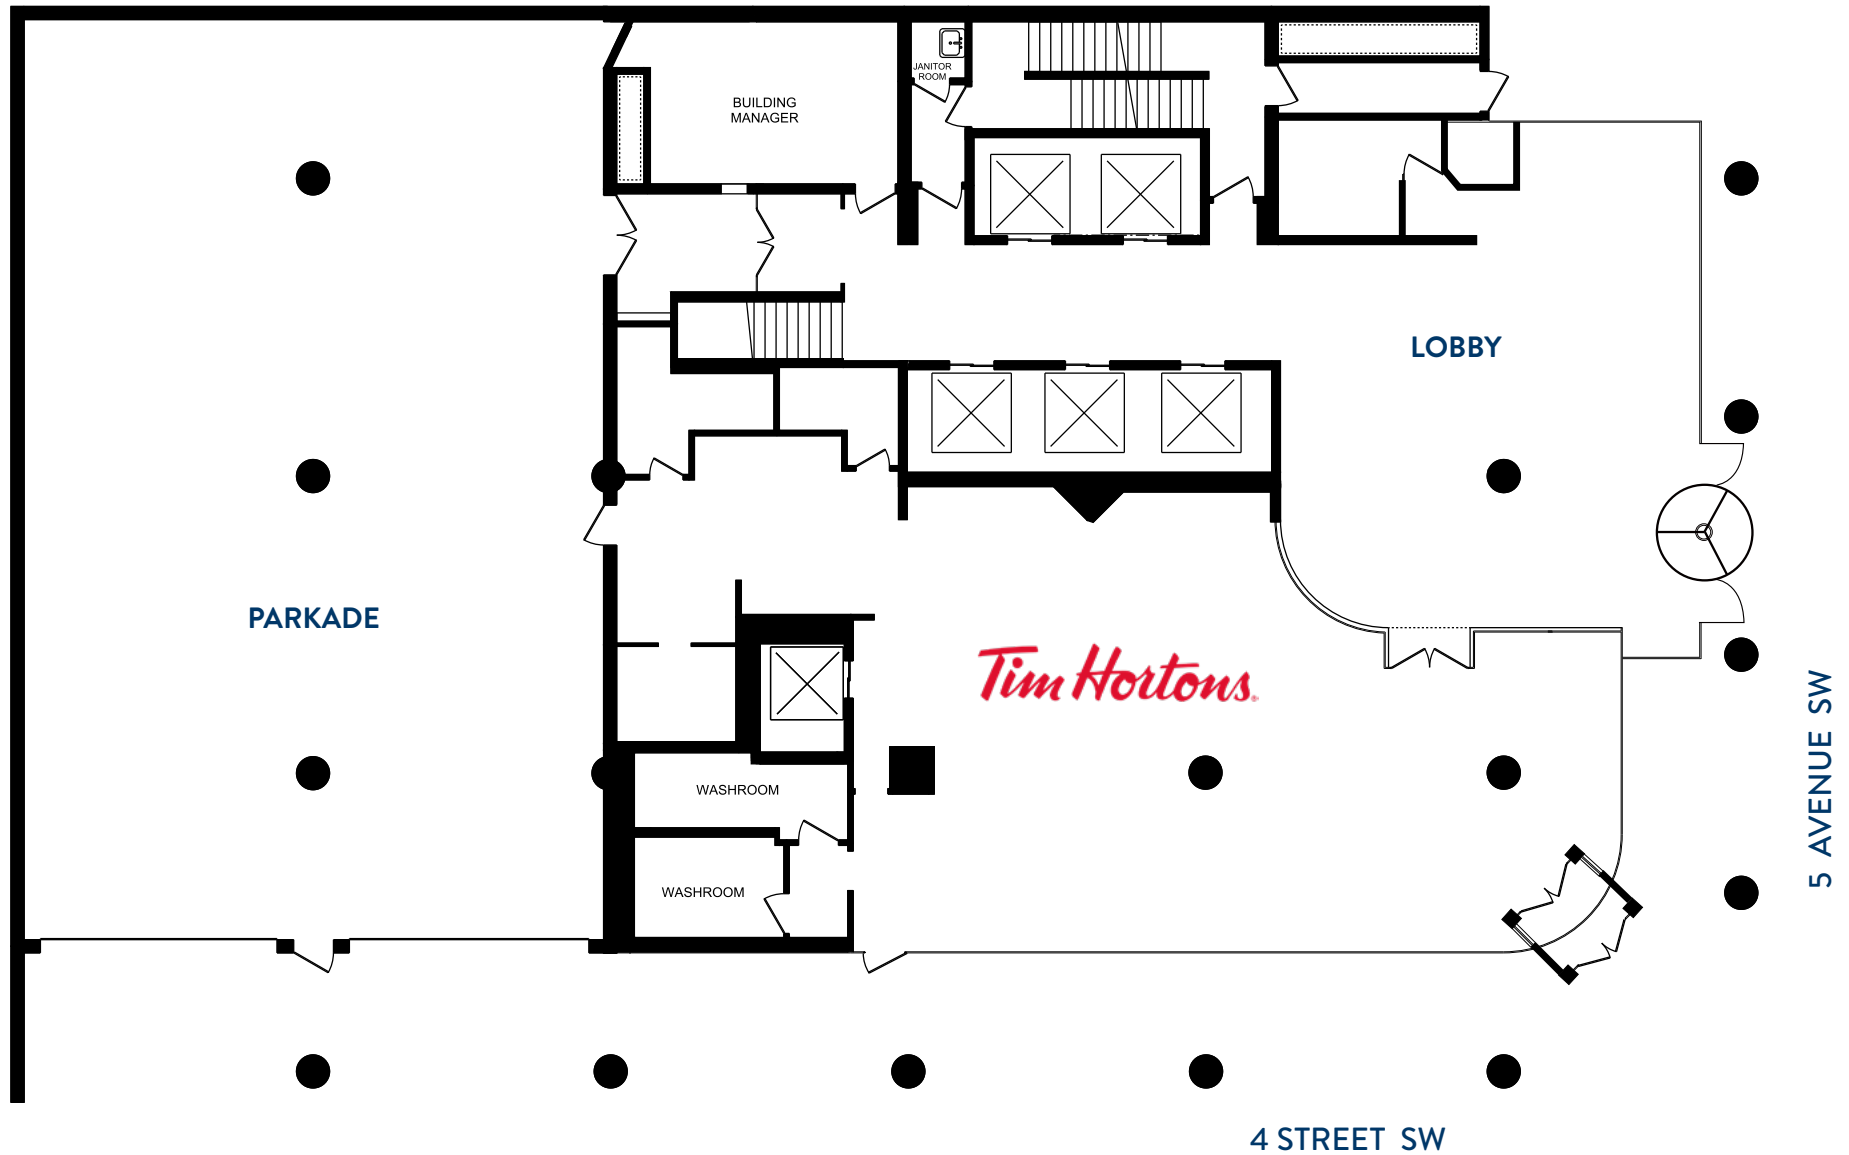 JANITOR
ROOM
BUILDING
MANAGER
LOBBY
PARKADE
Tim Hortons
WASHROOM
WASHROOM
5 AVENUE SW
4 STREET SW